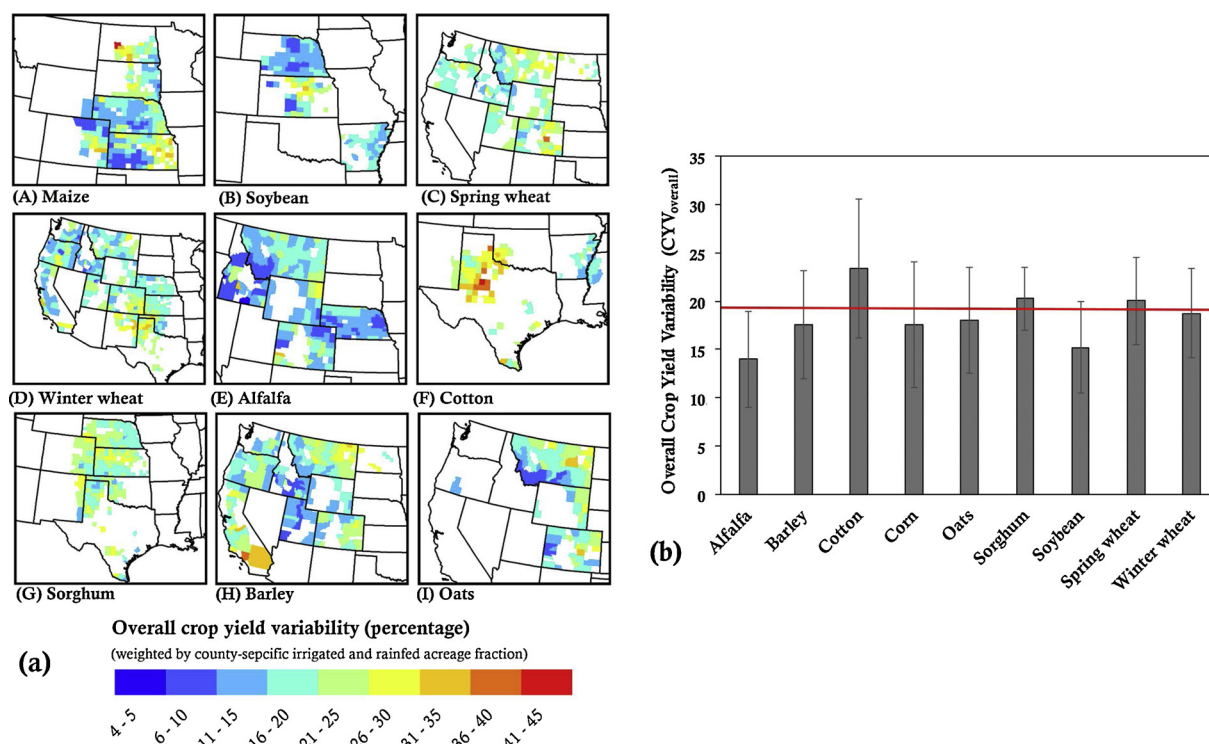 (A) Maize
(B) Soybean
(C) Spring wheat
(D) Winter wheat
(E) Alfalfa
(F) Cotton
(G) Sorghum
(H) Barley
(I) Oats
Overall crop yield variability (percentage)
(weighted by county-sepcific irrigated and rainfed acreage fraction)
(a)
4 - 5
6 - 10
11 - 15
16 - 20
21 - 25
26 - 30
31 - 35
36 - 40
41 - 45
Overall Crop Yield Variability (CYVoverall)
35
30
25
20
15
10
5
0
Alfalfa
Barley
Cotton
Corn
Oats
Sorghum
Soybean
Spring wheat
Winter wheat
(b)